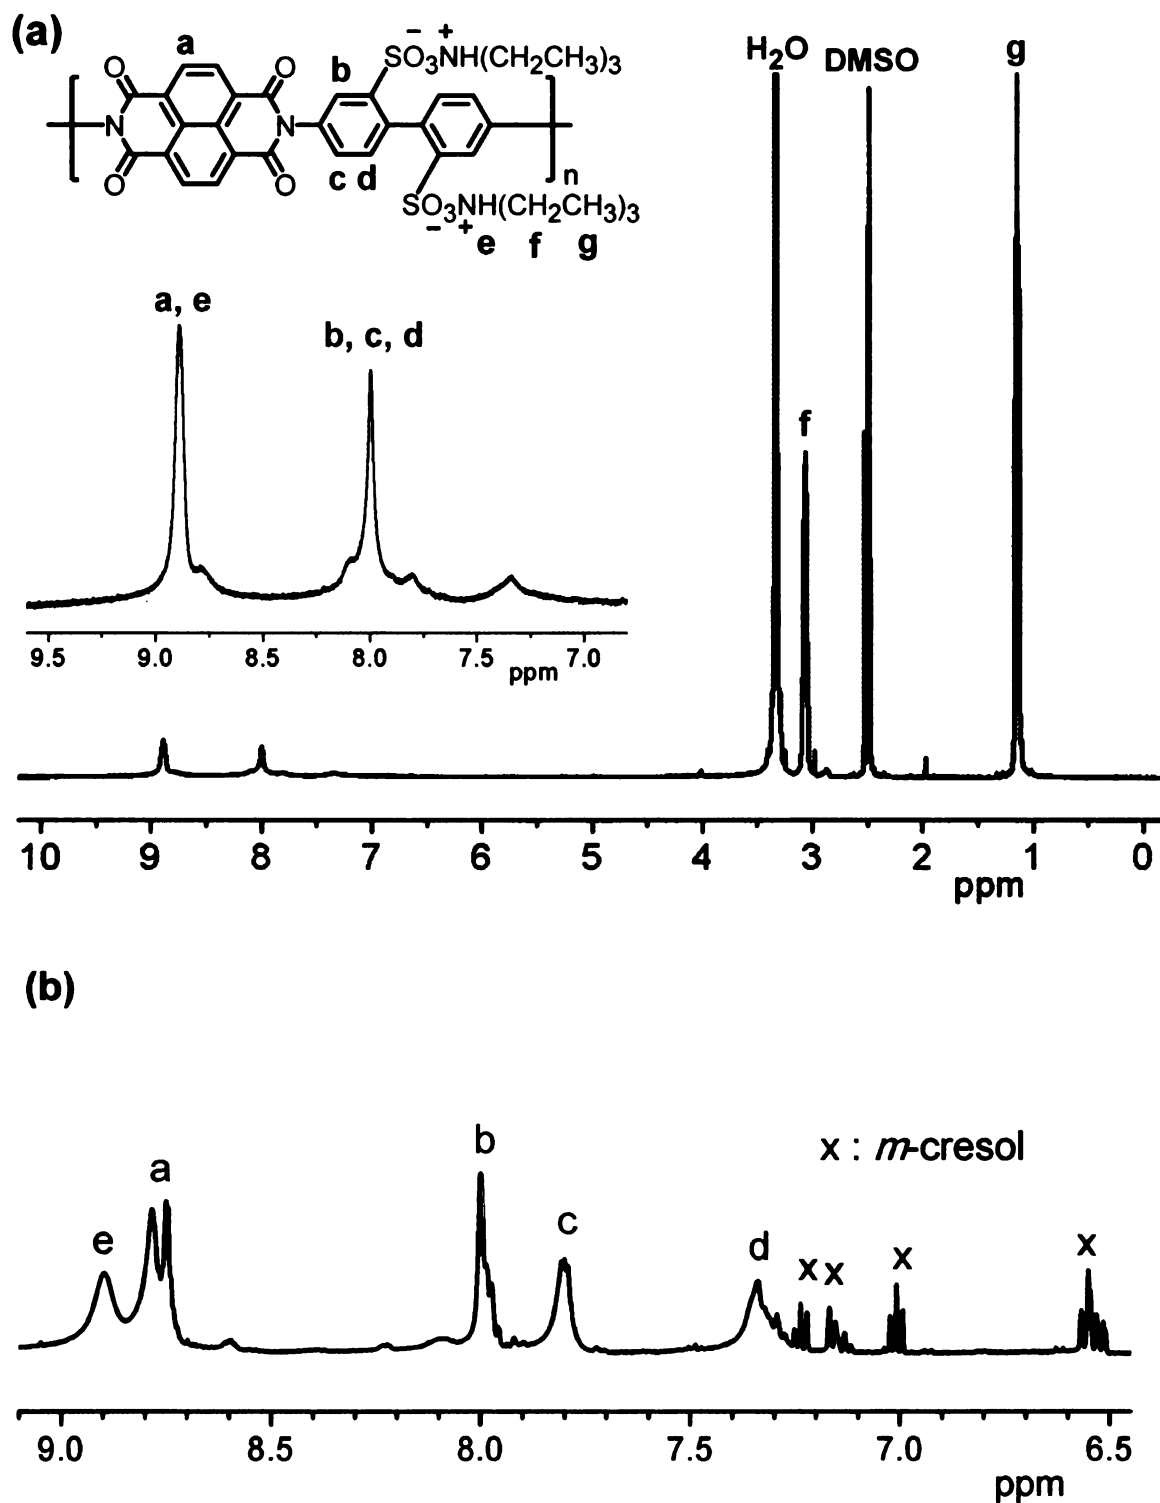 (a)
a
− +
SO₃NH(CH₂CH₃)₃
b
O O
N N
O O
c d
n
SO₃NH(CH₂CH₃)₃
− + e f g
H₂O
DMSO
g
a, e
b, c, d
f
9.5 9.0 8.5 8.0 7.5 7.0
ppm
10 9 8 7 6 5 4 3 2 1 0
ppm
(b)
e
a
b
c
d
x x x x
x : m-cresol
9.0 8.5 8.0 7.5 7.0 6.5
ppm